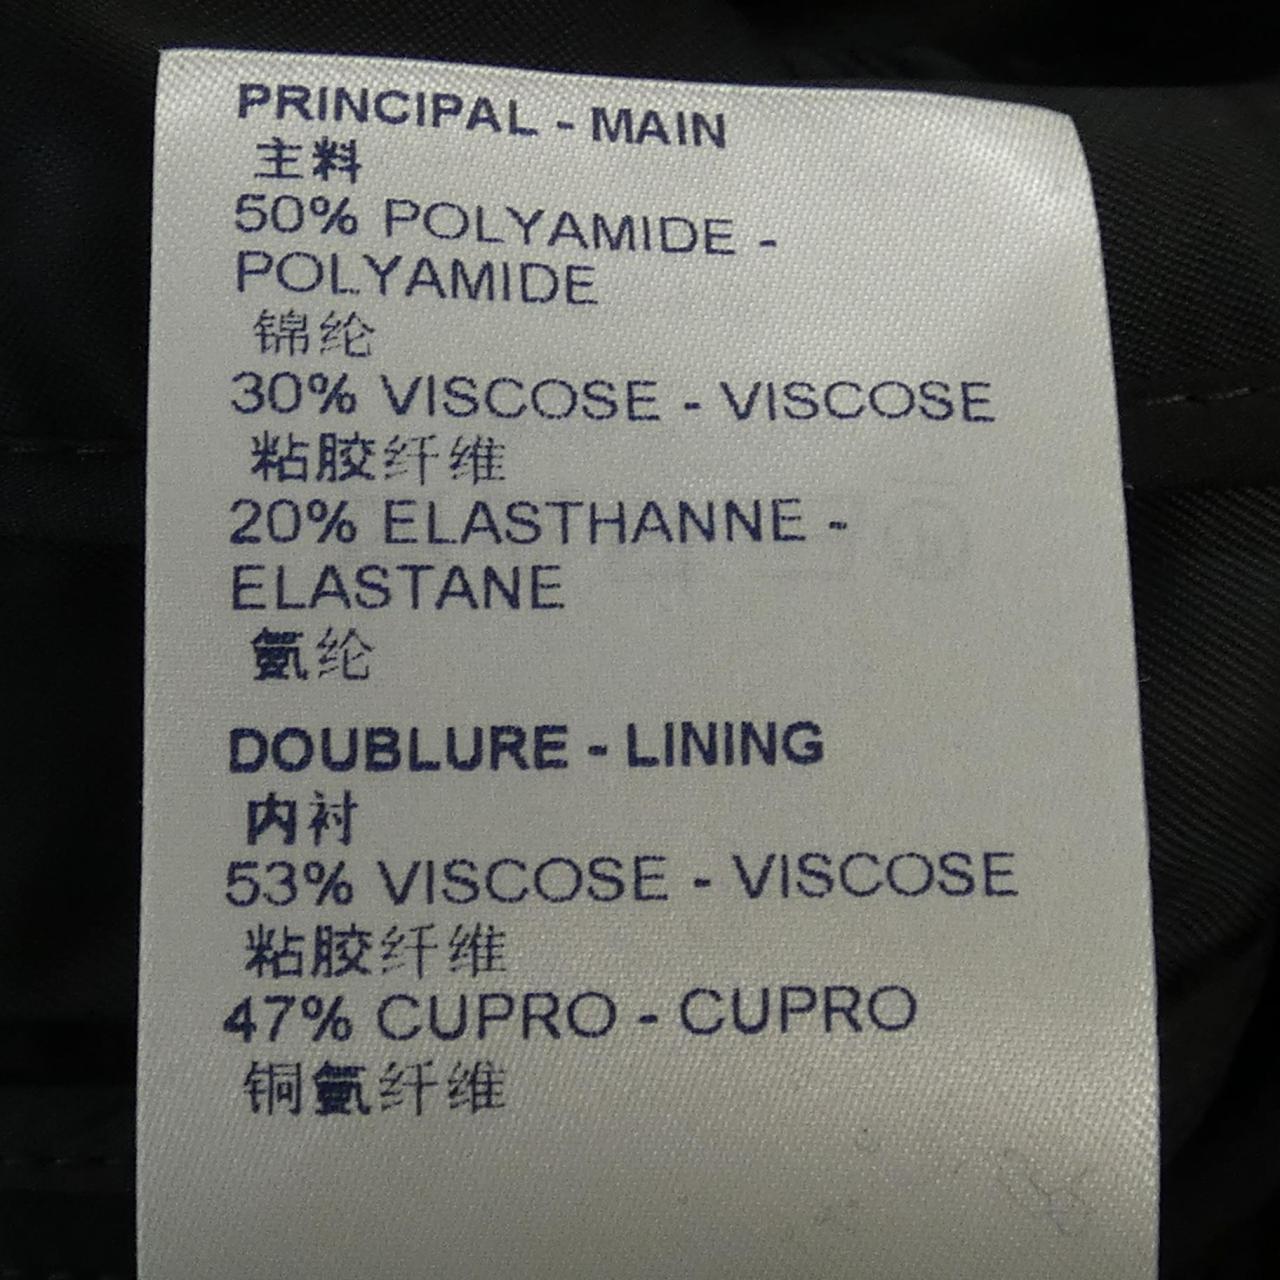 PRINCIPAL - MAIN
主料
50% POLYAMIDE -
POLYAMIDE
锦纶
30% VISCOSE - VISCOSE
粘胶纤维
20% ELASTHANNE -
ELASTANE
氨纶
DOUBLURE - LINING
内衬
53% VISCOSE - VISCOSE
粘胶纤维
47% CUPRO - CUPRO
铜氨纤维